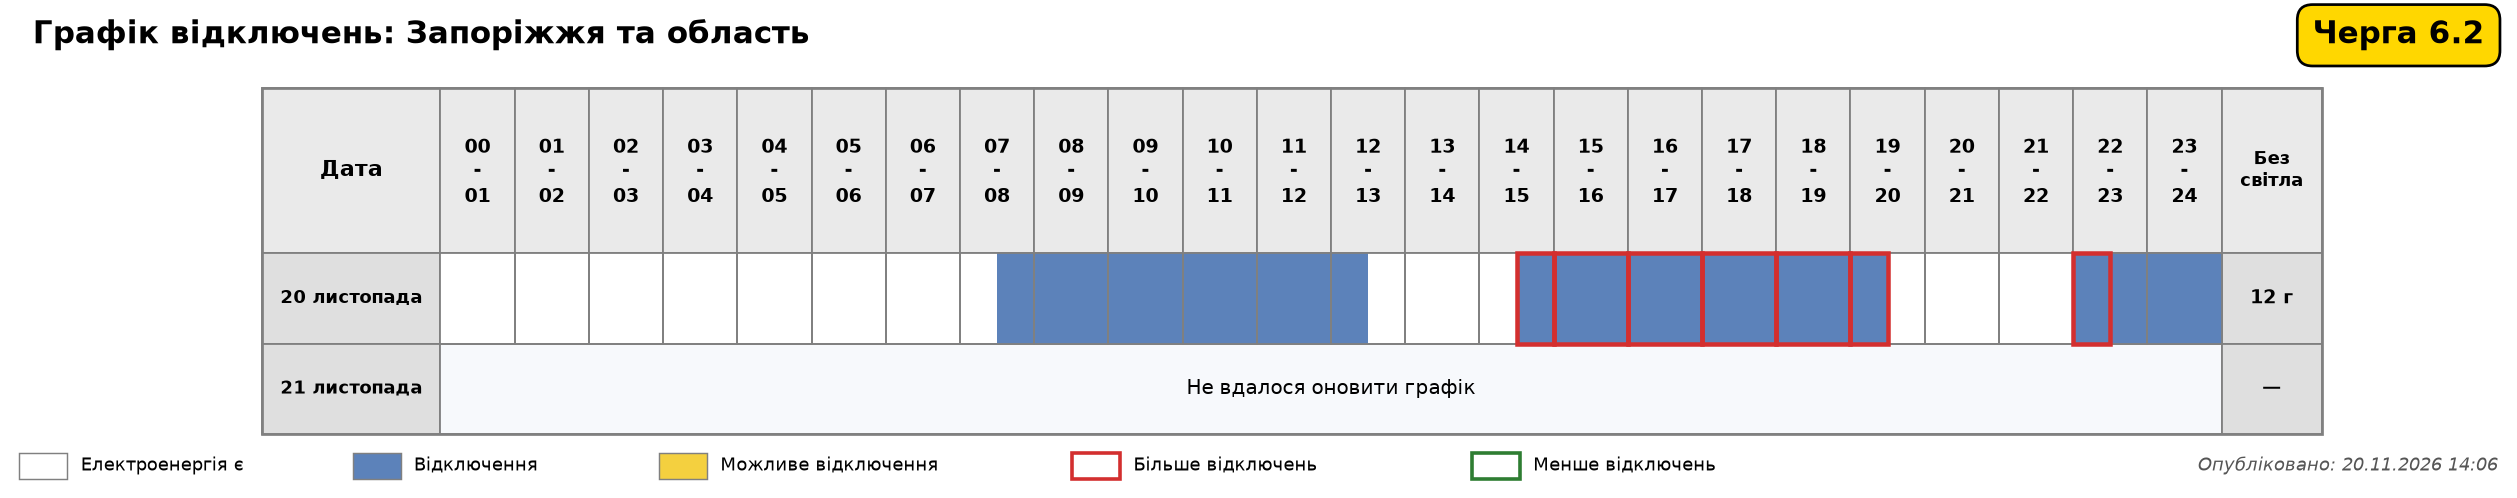 Графік відключень: Запоріжжя та область
Черга 6.2
Дата
00 - 01
01 - 02
02 - 03
03 - 04
04 - 05
05 - 06
06 - 07
07 - 08
08 - 09
09 - 10
10 - 11
11 - 12
12 - 13
13 - 14
14 - 15
15 - 16
16 - 17
17 - 18
18 - 19
19 - 20
20 - 21
21 - 22
22 - 23
23 - 24
Без
світла
20 листопада
12 г
21 листопада
Не вдалося оновити графік
—
Електроенергія є
Відключення
Можливе відключення
Більше відключень
Менше відключень
Опубліковано: 20.11.2026 14:06